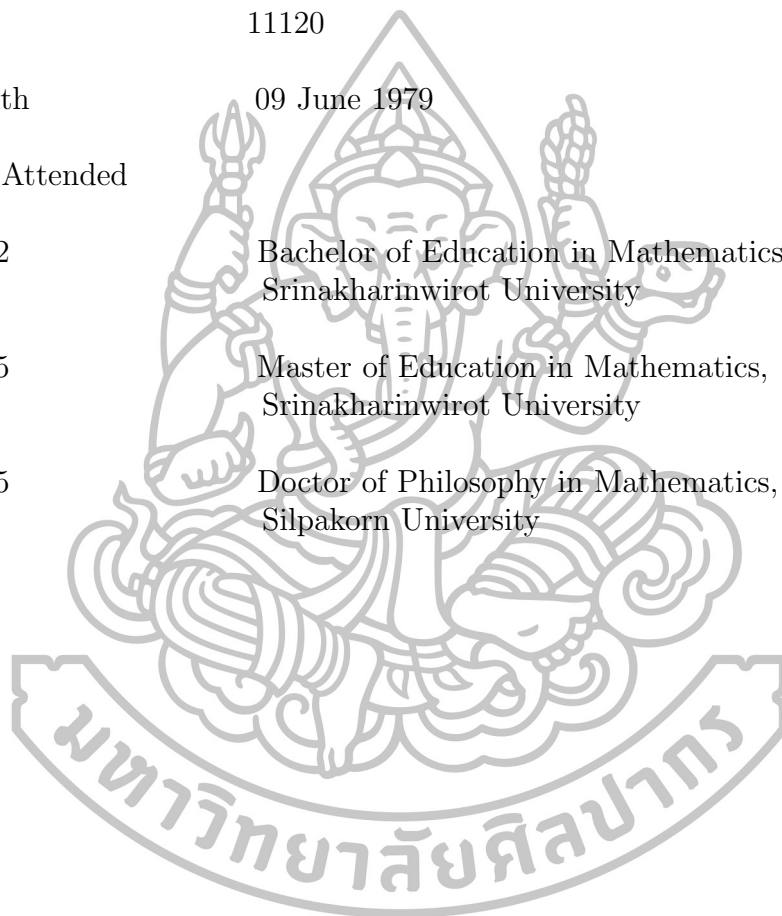 11120
th 09 June 1979
Attended
2 Bachelor of Education in Mathematics
Srinakharinwirot University
5 Master of Education in Mathematics,
Srinakharinwirot University
5 Doctor of Philosophy in Mathematics,
Silpakorn University
มหาวิทยาลัยศิลปากร